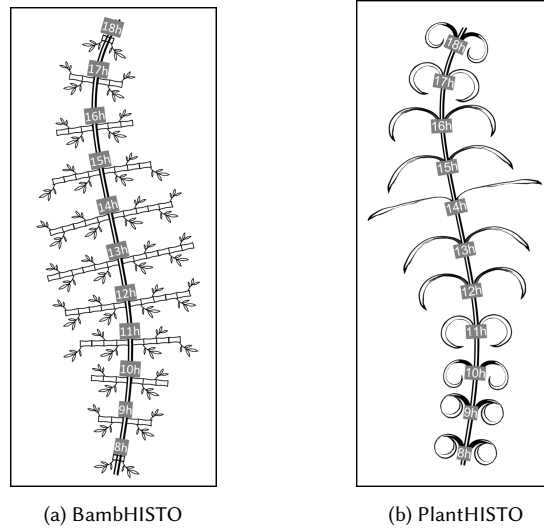 18h
17h
16h
15h
14h
13h
12h
11h
10h
9h
8h
18h
17h
16h
15h
14h
13h
12h
11h
10h
9h
8h
(a) BambHISTO
(b) PlantHISTO